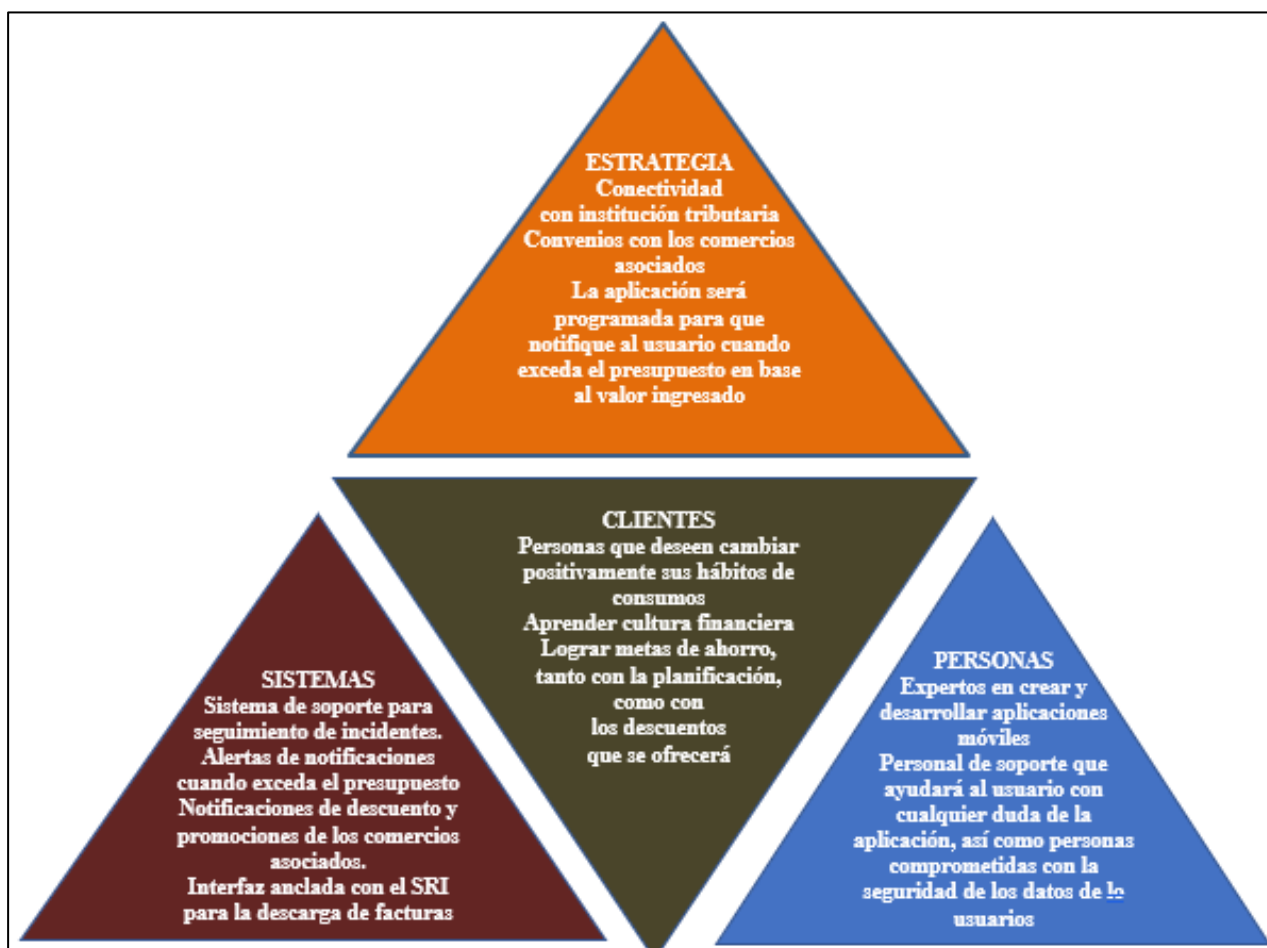 ESTRATEGIA
Conectividad
con institución tributaria
Convenios con los comercios
asociados
La aplicación será
programada para que
notifique al usuario cuando
exceda el presupuesto en base
al valor ingresado
CLIENTES
Personas que deseen cambiar
positivamente sus hábitos de
consumos
Aprender cultura financiera
Lograr metas de ahorro,
tanto con la planificación,
como con
los descuentos
que se ofrecerá
SISTEMAS
Sistema de soporte para
seguimiento de incidentes.
Alertas de notificaciones
cuando exceda el presupuesto
Notificaciones de descuento y
promociones de los comercios
asociados.
Interfaz anclada con el SRI
para la descarga de facturas
PERSONAS
Expertos en crear y
desarrollar aplicaciones
móviles
Personal de soporte que
ayudará al usuario con
cualquier duda de la
aplicación, así como personas
comprometidas con la
seguridad de los datos de lo
usuarios